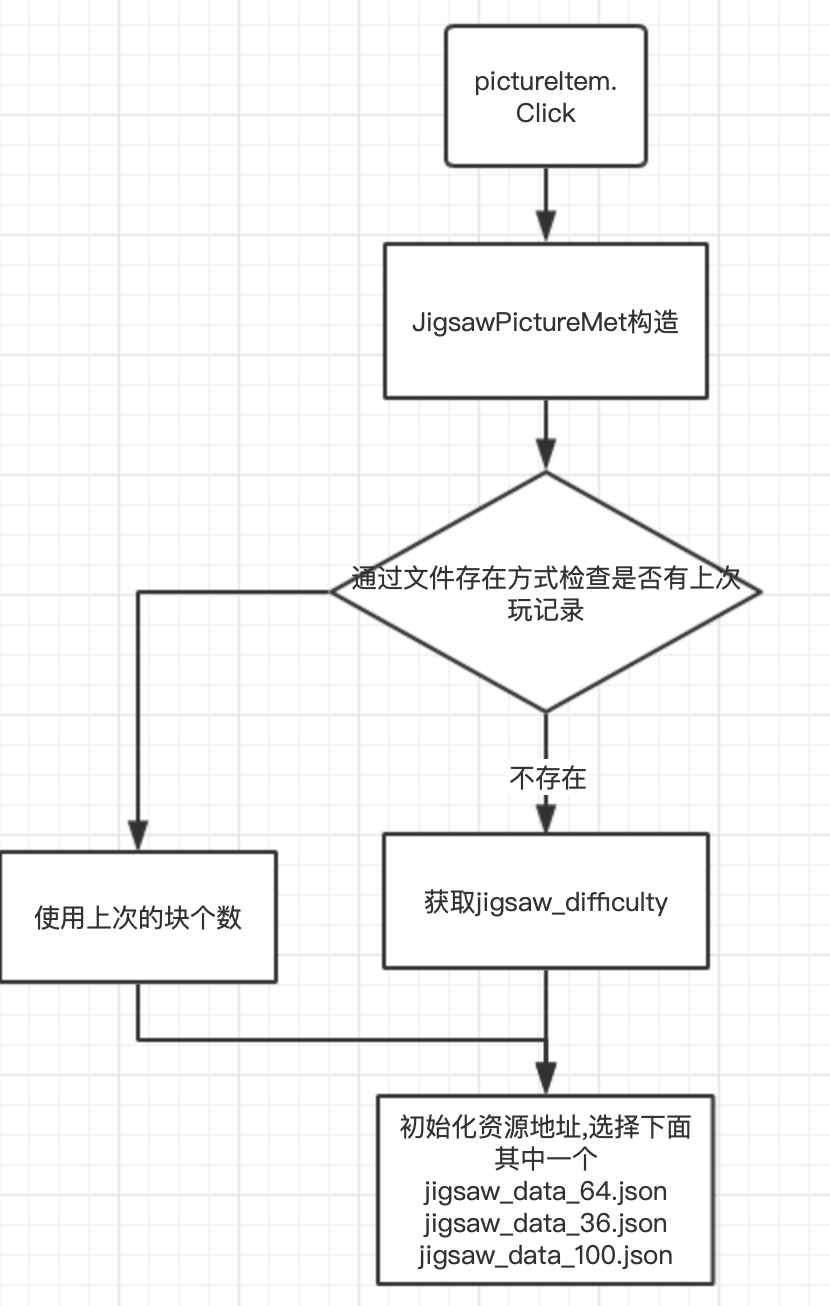 pictureItem.
Click
JigsawPictureMet构造
通过文件存在方式检查是否有上次
玩记录
不存在
使用上次的块个数
获取jigsaw_difficulty
初始化资源地址,选择下面
其中一个
jigsaw_data_64.json
jigsaw_data_36.json
jigsaw_data_100.json